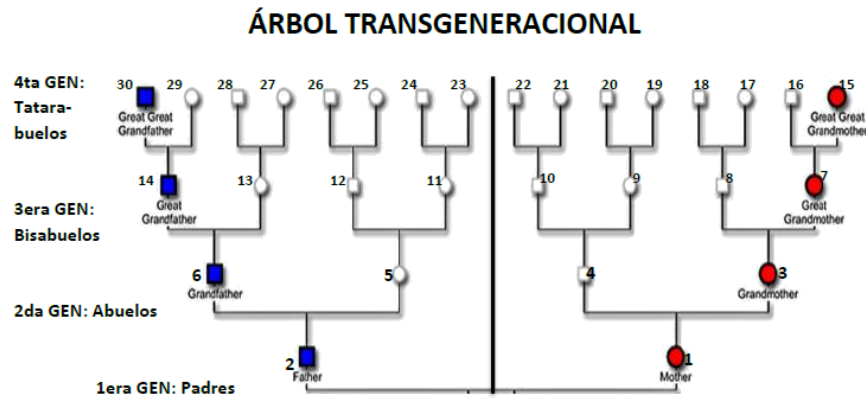 ÁRBOL TRANSGENERACIONAL
4ta GEN:
Tatara-
buelos
30 29 28 27 26 25 24 23 22 21 20 19 18 17 16 15
Great Great
Grandfather
Great Great
Grandmother
14 13 12 11 10 9 8 7
Great
Grandfather
Great
Grandmother
3era GEN:
Bisabuelos
6 5 4 3
Grandfather
Grandmother
2da GEN: Abuelos
2 1
Father
Mother
1era GEN: Padres